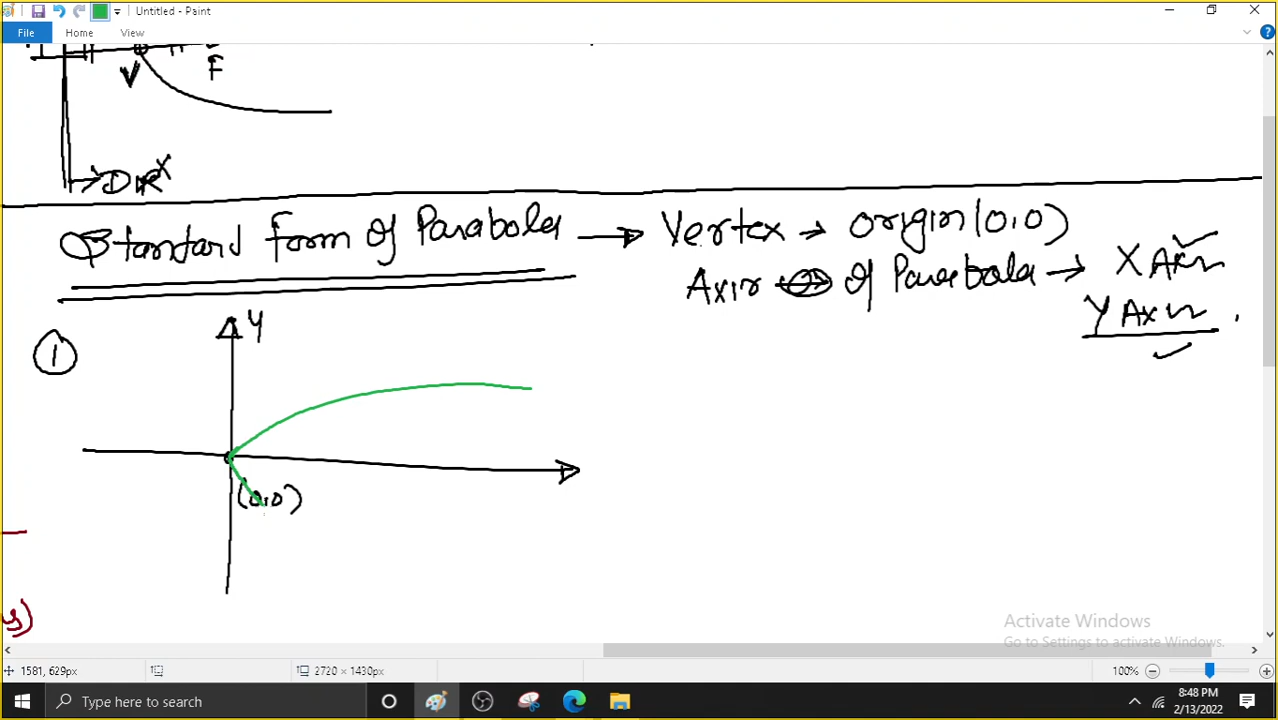 Untitled - Paint
File Home View
V F
Dix
Standard form of Parabola → Vertex → Origin (0,0)
Axis of Parabola → X Axis
Y Axis
1
Y
(0,0)
Activate Windows
Go to Settings to activate Windows.
1581, 629px 2720 × 1430px 100%
Type here to search
8:48 PM
2/13/2022